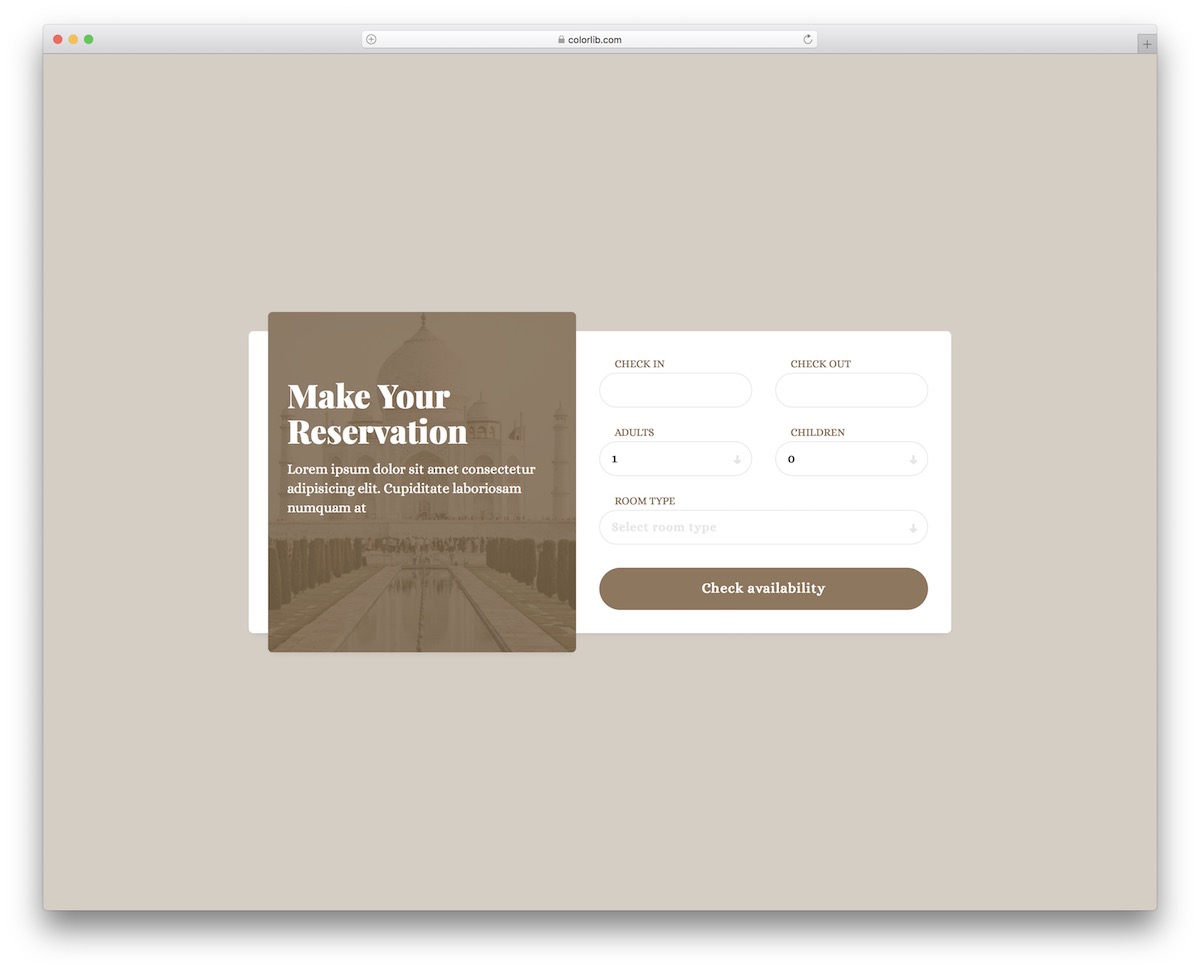 colorlib.com
Make Your
Reservation
Lorem ipsum dolor sit amet consectetur
adipisicing elit. Cupiditate laboriosam
numquam at
CHECK IN
CHECK OUT
ADULTS
CHILDREN
1
0
ROOM TYPE
Select room type
Check availability